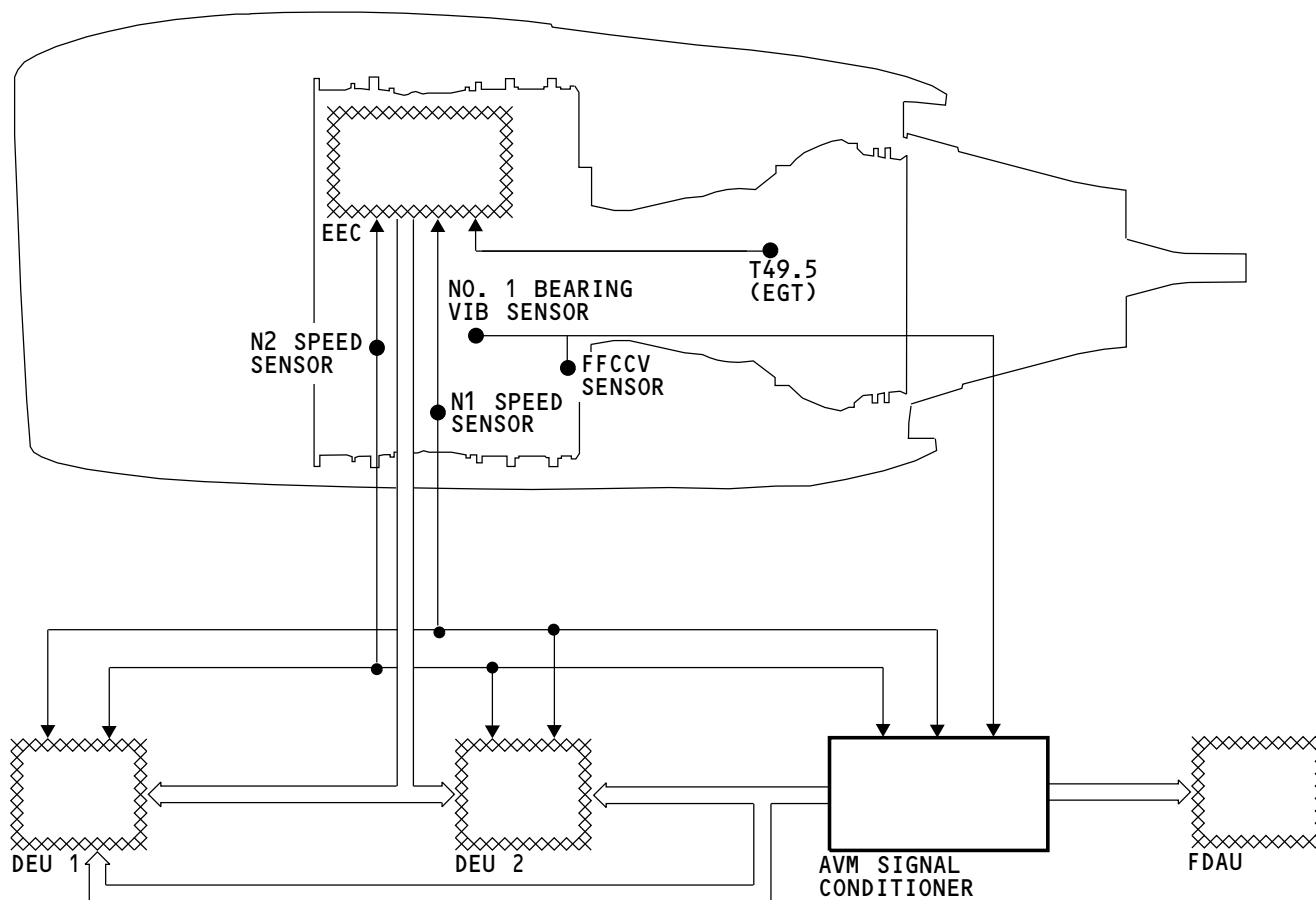 EEC
T49.5
(EGT)
NO. 1 BEARING
VIB SENSOR
N2 SPEED
SENSOR
FFCCV
SENSOR
N1 SPEED
SENSOR
DEU 1
DEU 2
AVM SIGNAL
CONDITIONER
FDAU